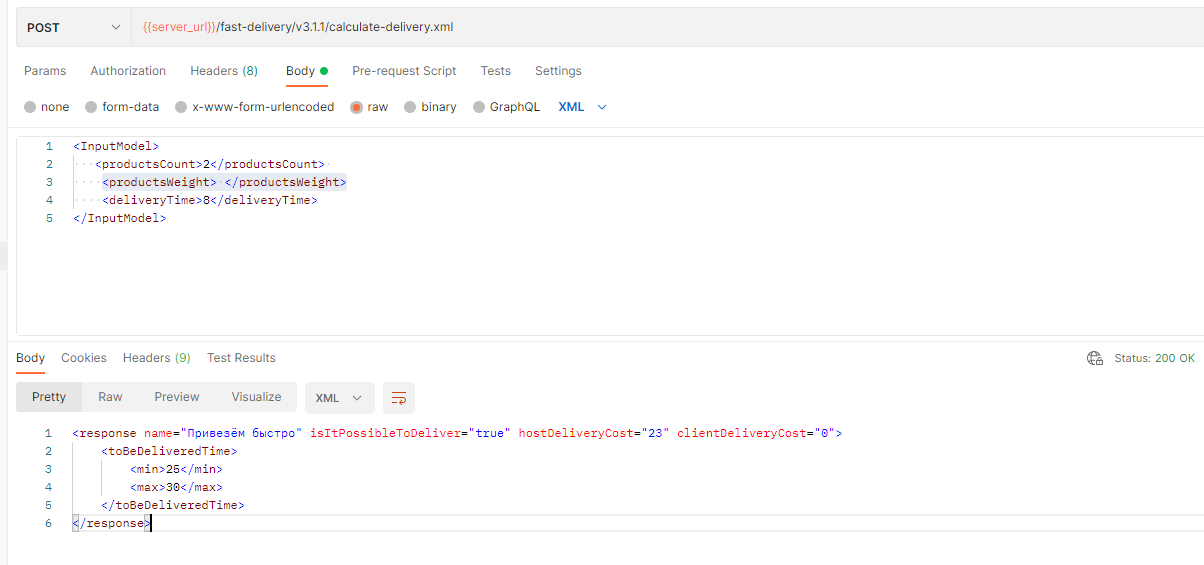 POST {{server_url}}/fast-delivery/v3.1.1/calculate-delivery.xml
Params Authorization Headers (8) Body Pre-request Script Tests Settings
none form-data x-www-form-urlencoded raw binary GraphQL XML
1 <InputModel>
2 <productsCount>2</productsCount>
3 <productsWeight> </productsWeight>
4 <deliveryTime>8</deliveryTime>
5 </InputModel>
Body Cookies Headers (9) Test Results Status: 200 OK
Pretty Raw Preview Visualize XML
1 <response name="Привезём быстро" isItPossibleToDeliver="true" hostDeliveryCost="23" clientDeliveryCost="0">
2 <toBeDeliveredTime>
3 <min>25</min>
4 <max>30</max>
5 </toBeDeliveredTime>
6 </response>